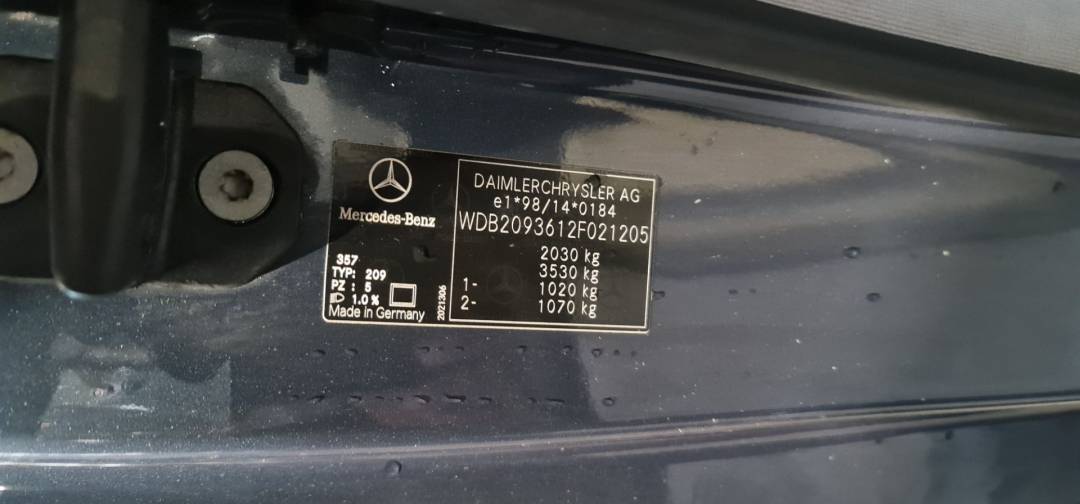 Mercedes-Benz
DAIMLERCHRYSLER AG
e1*98/14*0184
WDB2093612F021205
2030 kg
3530 kg
1- 1020 kg
2- 1070 kg
357
TYP: 209
PZ : 5
1.0 %
Made in Germany
2021306